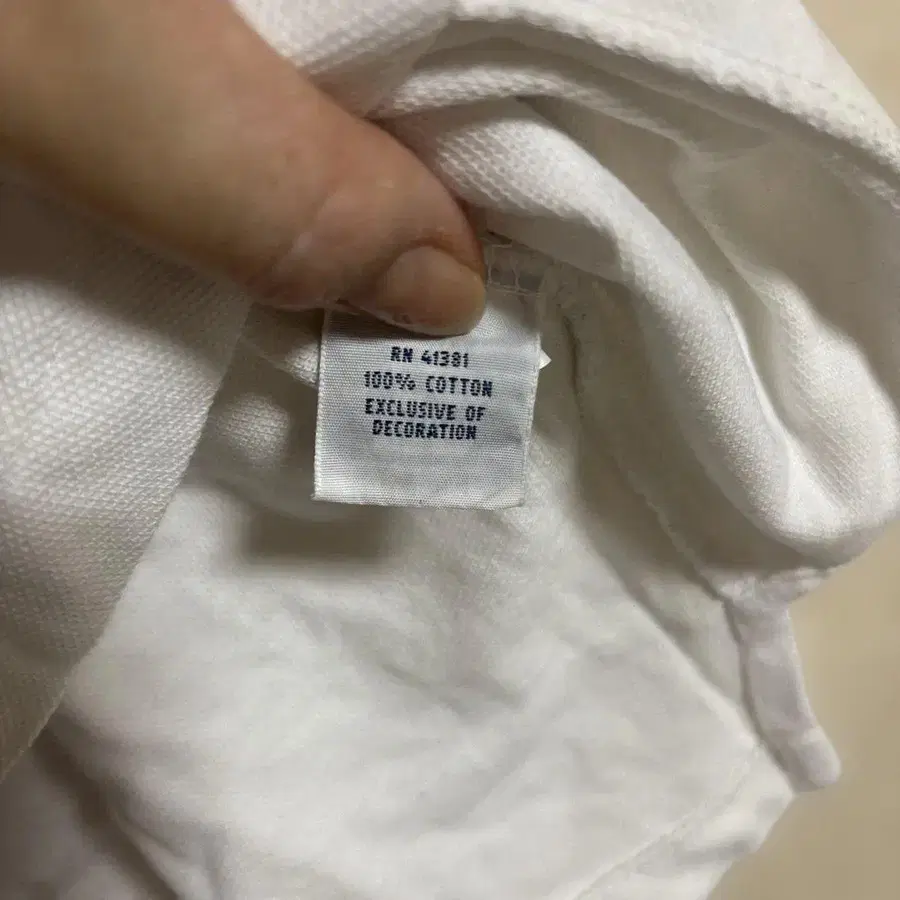 RN 41381
100% COTTON
EXCLUSIVE OF
DECORATION